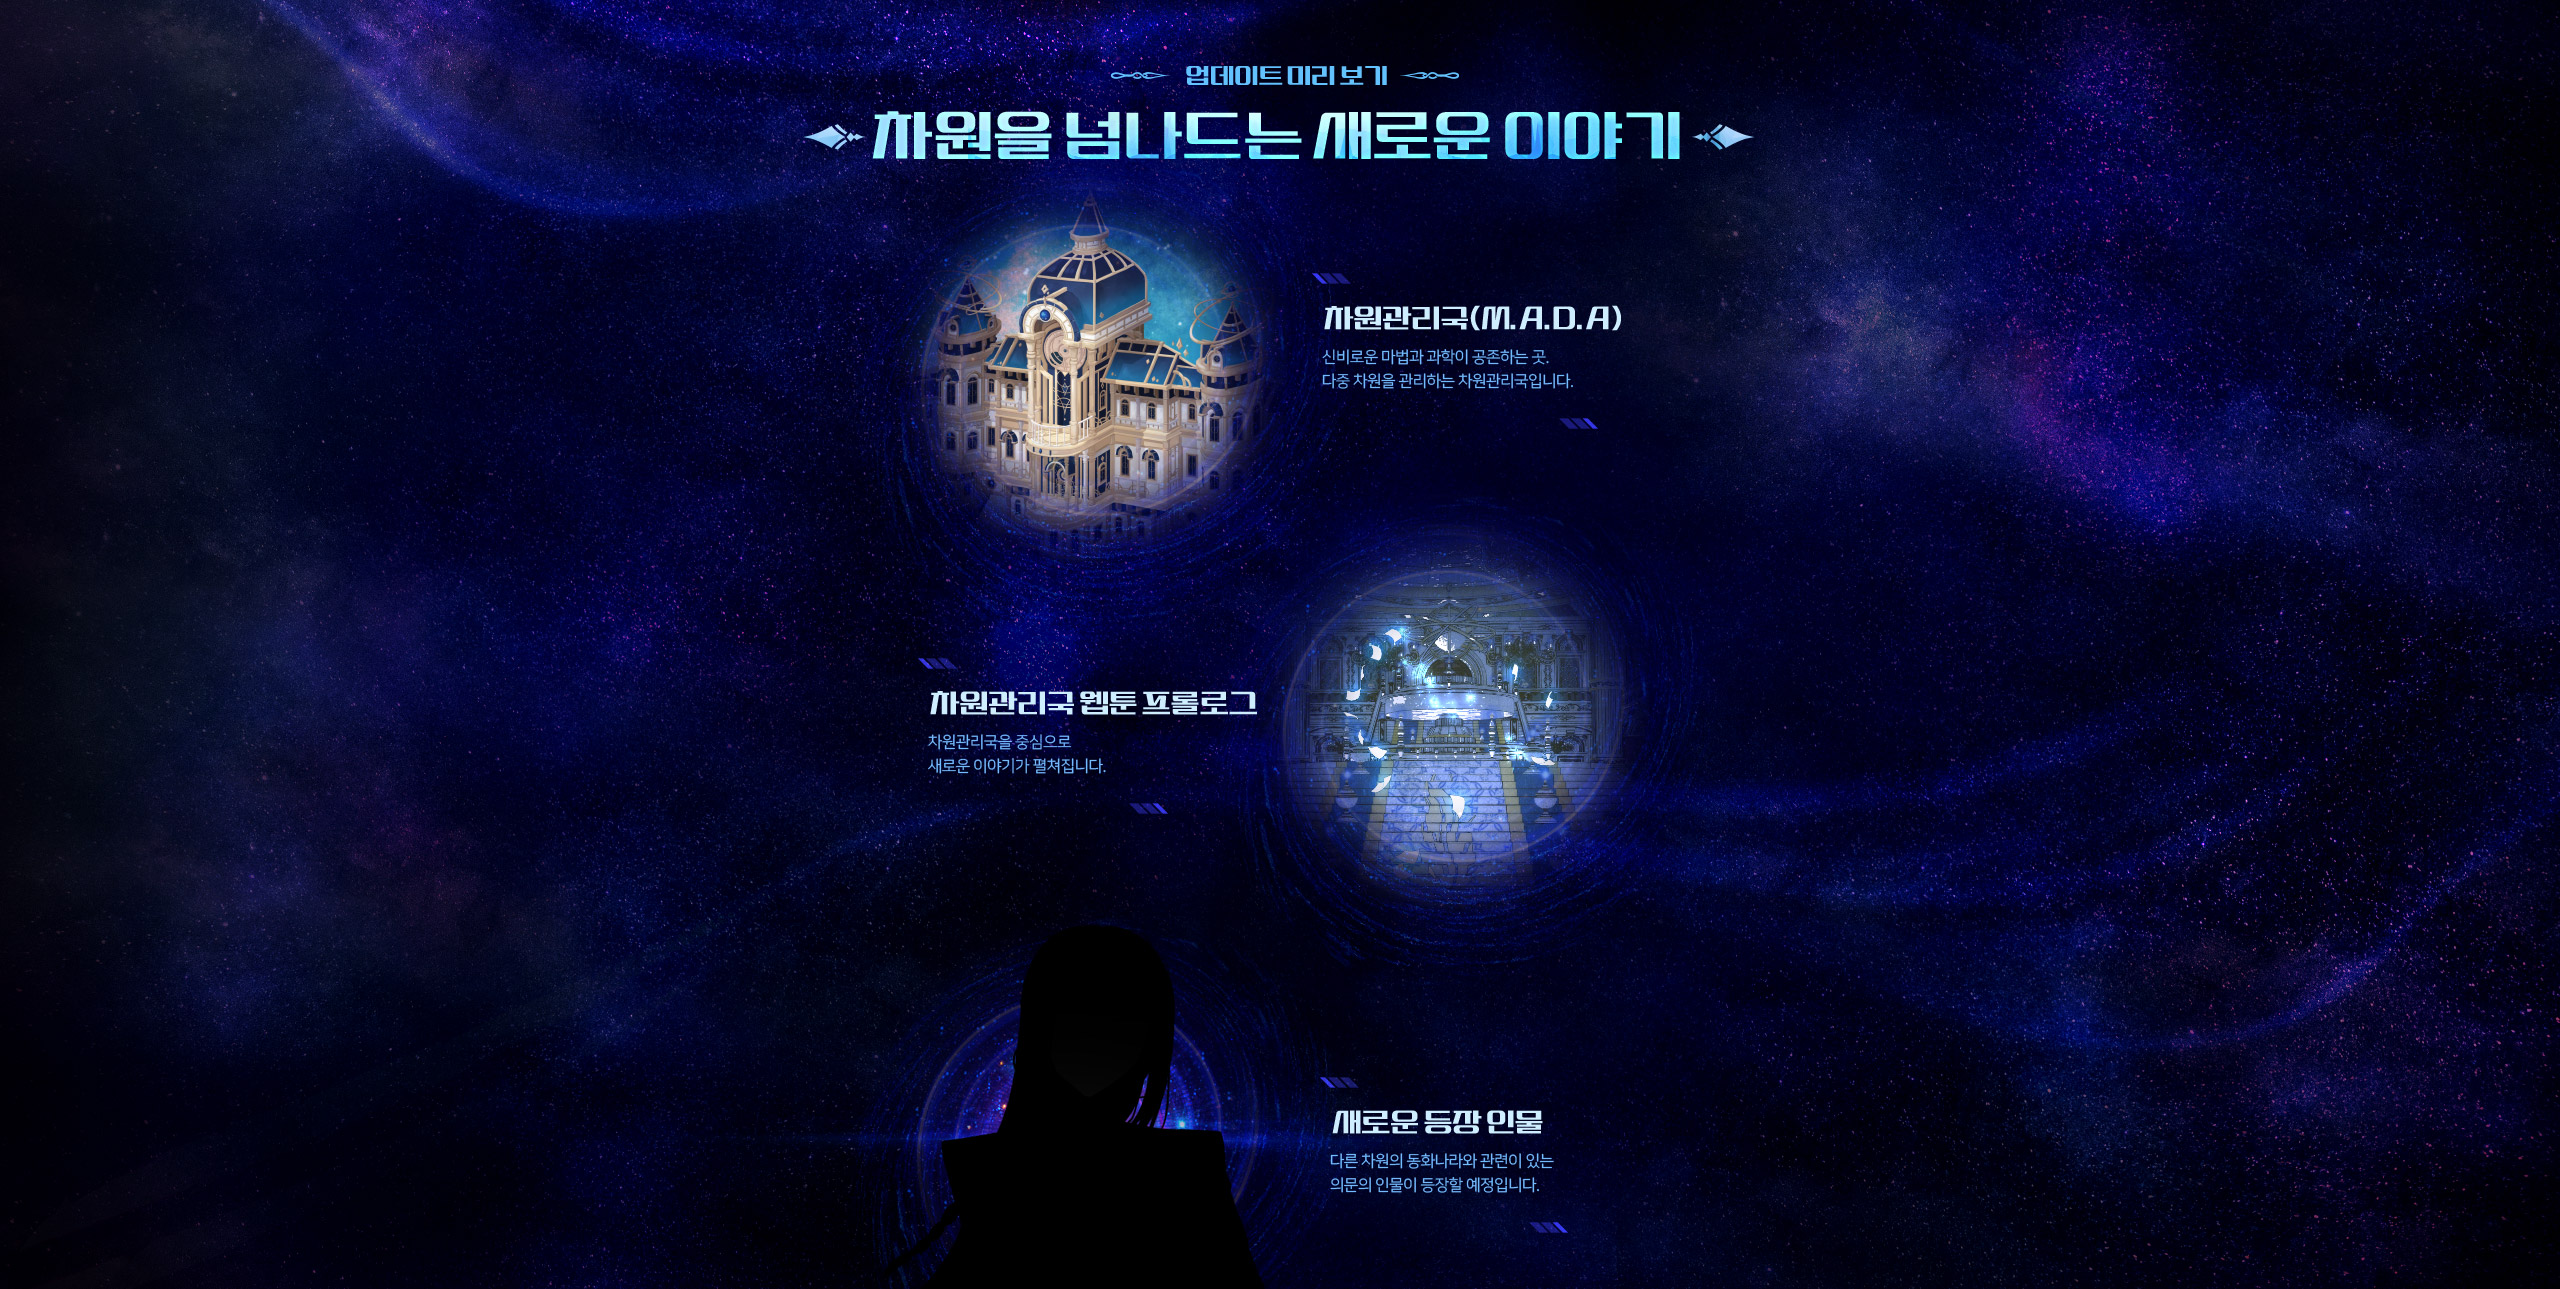 업데이트 미리 보기
차원을 넘나드는 새로운 이야기
차원관리국(M.A.D.A)
신비로운 마법과 과학이 공존하는 곳.
다중 차원을 관리하는 차원관리국입니다.
차원관리국 웹툰 프롤로그
차원관리국을 중심으로
새로운 이야기가 펼쳐집니다.
새로운 등장 인물
다른 차원의 동화나라와 관련이 있는
의문의 인물이 등장할 예정입니다.